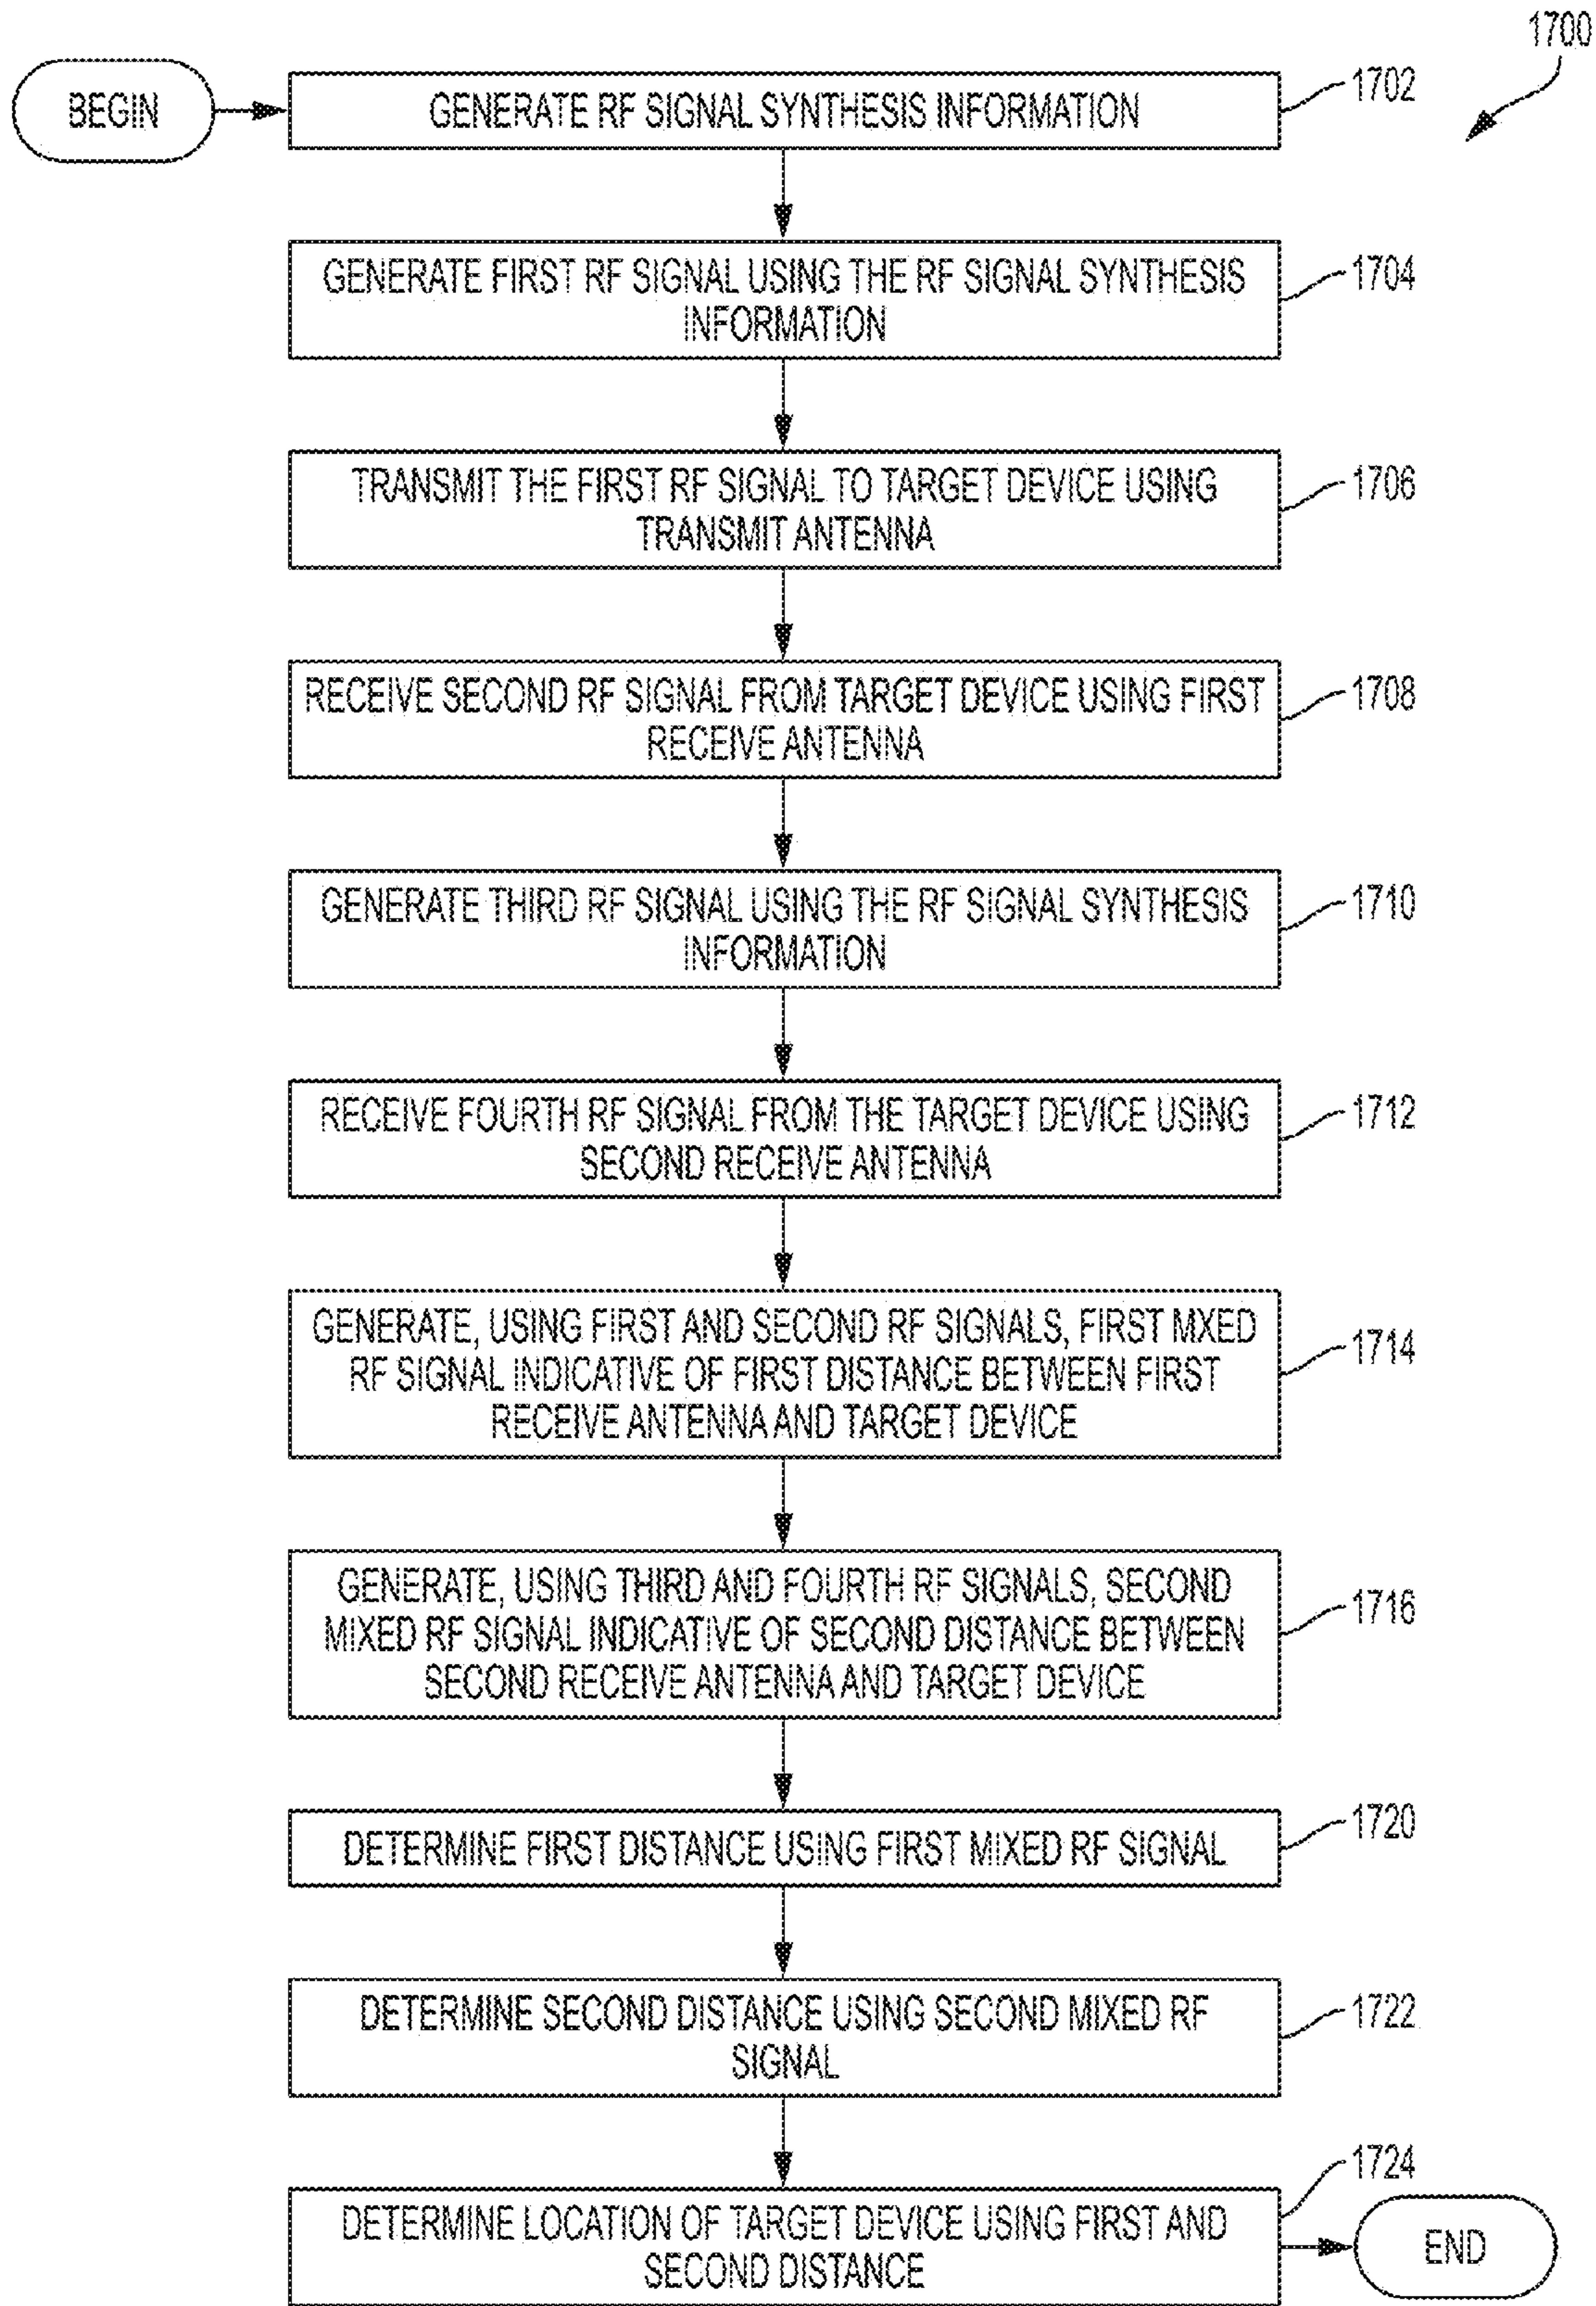 1700
BEGIN
GENERATE RF SIGNAL SYNTHESIS INFORMATION
1702
GENERATE FIRST RF SIGNAL USING THE RF SIGNAL SYNTHESIS
INFORMATION
1704
TRANSMIT THE FIRST RF SIGNAL TO TARGET DEVICE USING
TRANSMIT ANTENNA
1706
RECEIVE SECOND RF SIGNAL FROM TARGET DEVICE USING FIRST
RECEIVE ANTENNA
1708
GENERATE THIRD RF SIGNAL USING THE RF SIGNAL SYNTHESIS
INFORMATION
1710
RECEIVE FOURTH RF SIGNAL FROM THE TARGET DEVICE USING
SECOND RECEIVE ANTENNA
1712
GENERATE, USING FIRST AND SECOND RF SIGNALS, FIRST MXED
RF SIGNAL INDICATIVE OF FIRST DISTANCE BETWEEN FIRST
RECEIVE ANTENNA AND TARGET DEVICE
1714
GENERATE, USING THIRD AND FOURTH RF SIGNALS, SECOND
MIXED RF SIGNAL INDICATIVE OF SECOND DISTANCE BETWEEN
SECOND RECEIVE ANTENNA AND TARGET DEVICE
1716
DETERMINE FIRST DISTANCE USING FIRST MIXED RF SIGNAL
1720
DETERMINE SECOND DISTANCE USING SECOND MIXED RF
SIGNAL
1722
DETERMINE LOCATION OF TARGET DEVICE USING FIRST AND
SECOND DISTANCE
1724
END